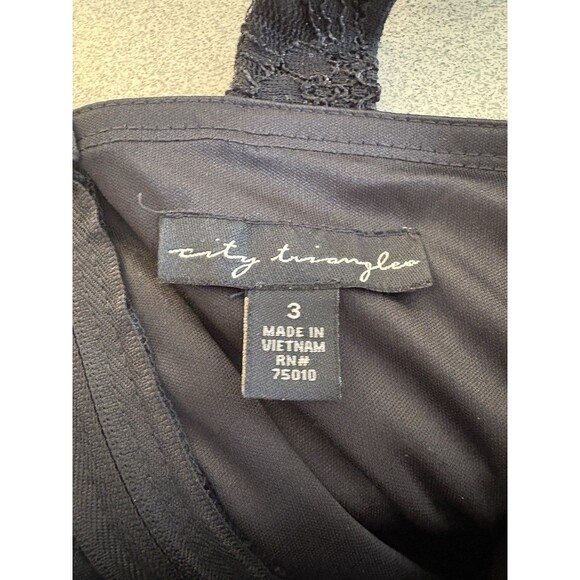 city triangles
3
MADE IN
VIETNAM
RN#
75010